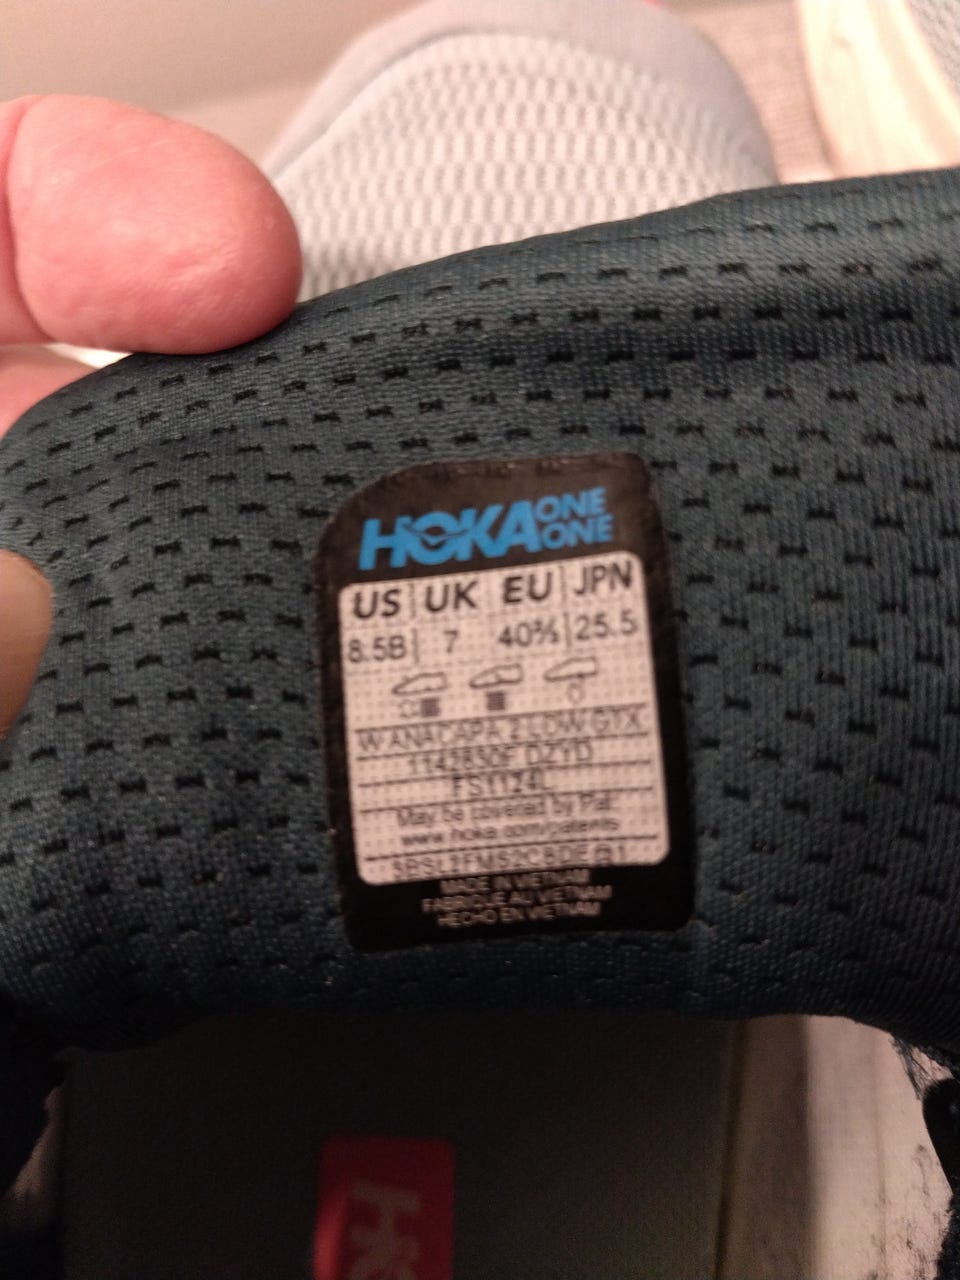 HOKA ONE ONE
US UK EU JPN
8.5B 7 40⅔ 25.5
W ANACAPA 2 LOW GTX
1142830F DZYD
FS1124L
May be covered by Pat:
www.hoka.com/patents
MADE IN VIETNAM
FABRIQUE AU VIETNAM
HECHO EN VIETNAM